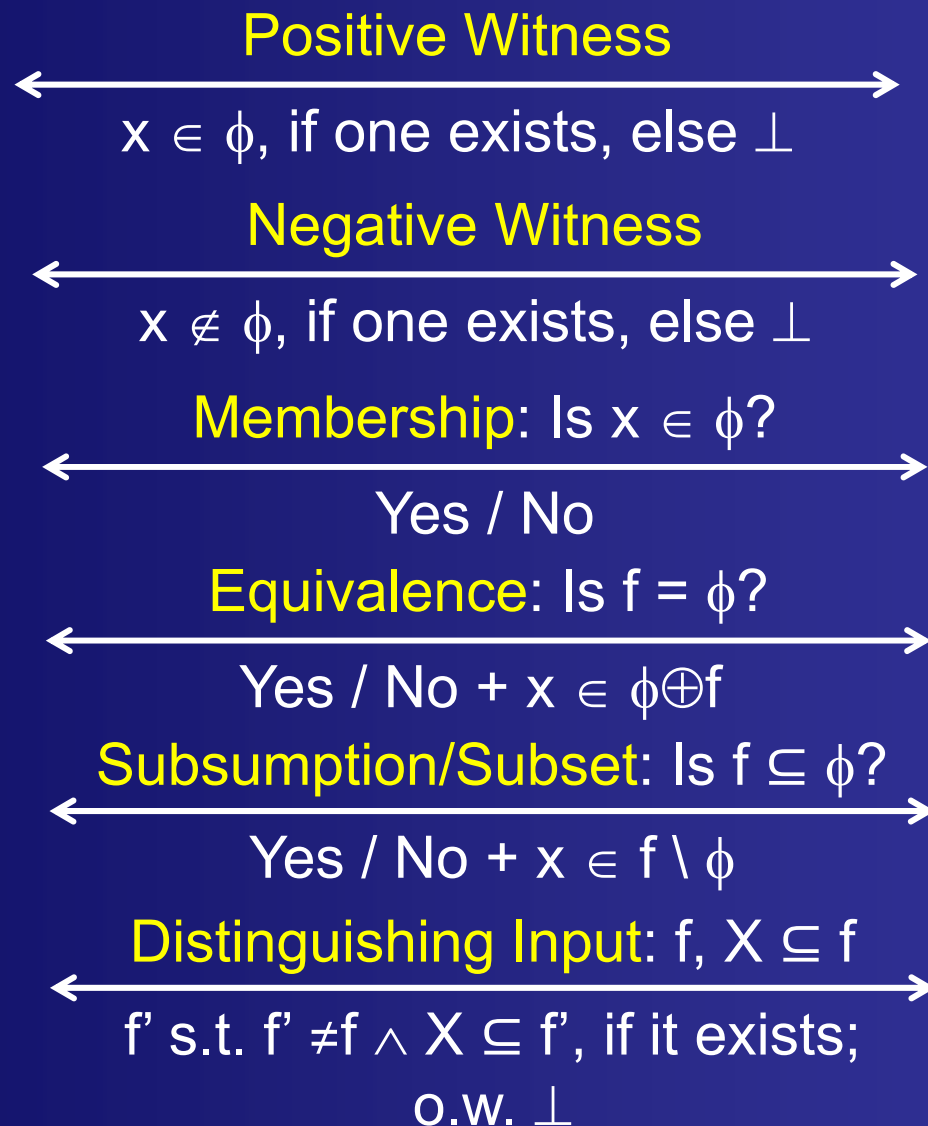 Positive Witness
x ∈ ϕ, if one exists, else ⊥
Negative Witness
x ∉ ϕ, if one exists, else ⊥
Membership: Is x ∈ ϕ?
Yes / No
Equivalence: Is f = ϕ?
Yes / No + x ∈ ϕ⊕f
Subsumption/Subset: Is f ⊆ ϕ?
Yes / No + x ∈ f \ ϕ
Distinguishing Input: f, X ⊆ f
f’ s.t. f’ ≠f ∧ X ⊆ f’, if it exists;
o.w. ⊥